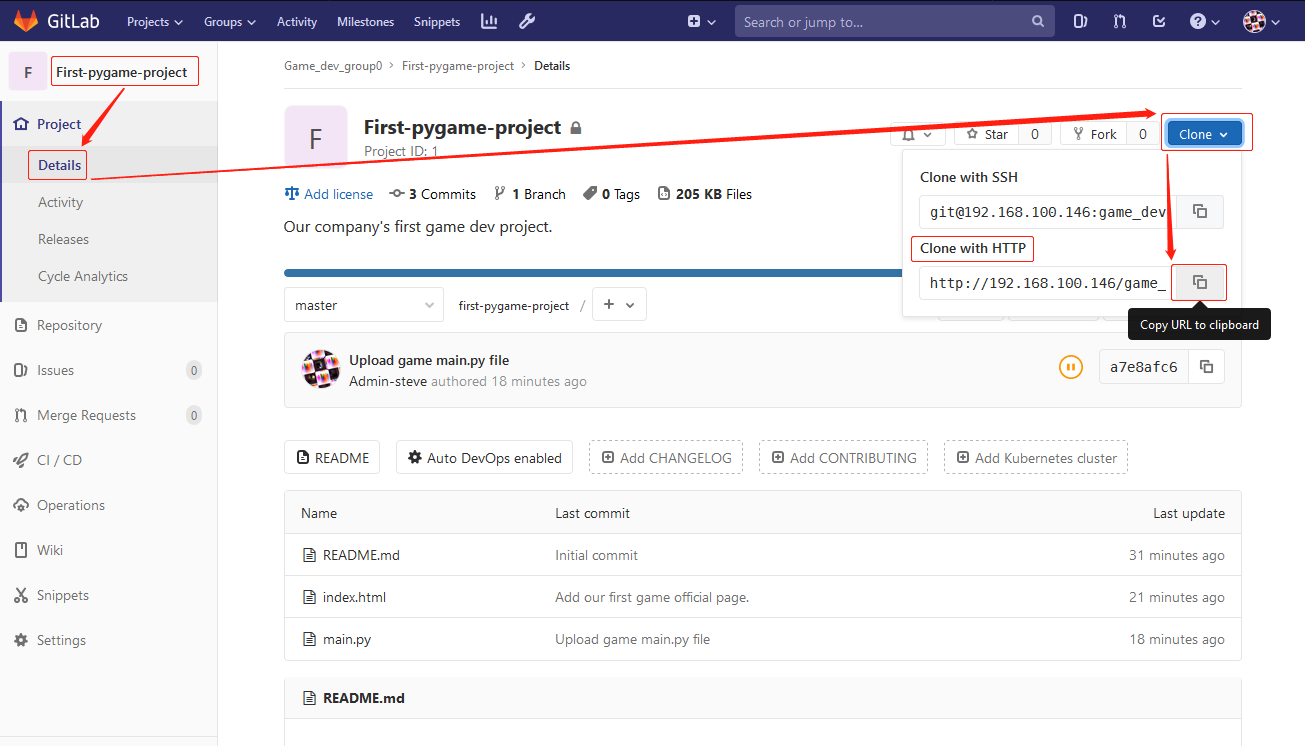 GitLab Projects Groups Activity Milestones Snippets Search or jump to...
F First-pygame-project
Project
Details
Activity
Releases
Cycle Analytics
Repository
Issues 0
Merge Requests 0
CI / CD
Operations
Wiki
Snippets
Settings
Game_dev_group0 › First-pygame-project › Details
F
First-pygame-project
Project ID: 1
Star 0 Fork 0 Clone
Add license 3 Commits 1 Branch 0 Tags 205 KB Files
Our company's first game dev project.
Clone with SSH
git@192.168.100.146:game_dev
Clone with HTTP
http://192.168.100.146/game_
Copy URL to clipboard
master first-pygame-project / +
Upload game main.py file
Admin-steve authored 18 minutes ago
a7e8afc6
README Auto DevOps enabled Add CHANGELOG Add CONTRIBUTING Add Kubernetes cluster
Name Last commit Last update
README.md Initial commit 31 minutes ago
index.html Add our first game official page. 21 minutes ago
main.py Upload game main.py file 18 minutes ago
README.md